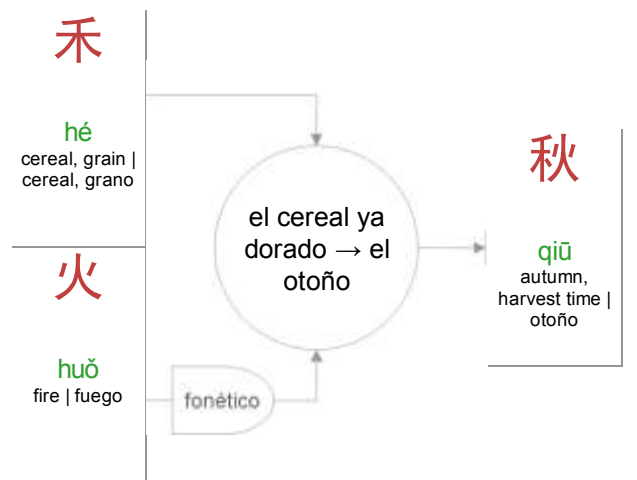 禾
hé
cereal, grain |
cereal, grano
火
huǒ
fire | fuego
fonético
el cereal ya
dorado → el
otoño
秋
qiū
autumn,
harvest time |
otoño